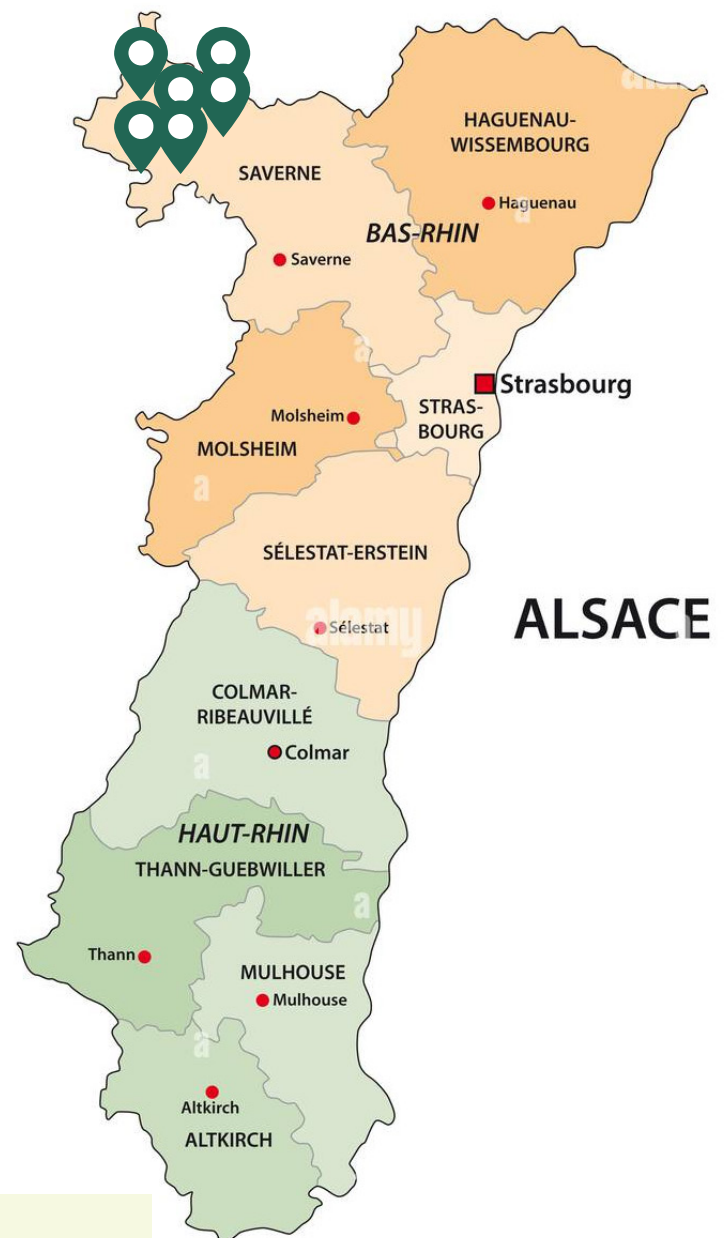 HAGUENAU-
WISSEMBOURG
SAVERNE
Haguenau
BAS-RHIN
Saverne
Strasbourg
STRAS-
BOURG
Molsheim
MOLSHEIM
SÉLESTAT-ERSTEIN
ALSACE
alamy
Sélestat
COLMAR-
RIBEAUVILLÉ
Colmar
HAUT-RHIN
THANN-GUEBWILLER
Thann
MULHOUSE
Mulhouse
Altkirch
ALTKIRCH
a
a
a
a
a
a
a